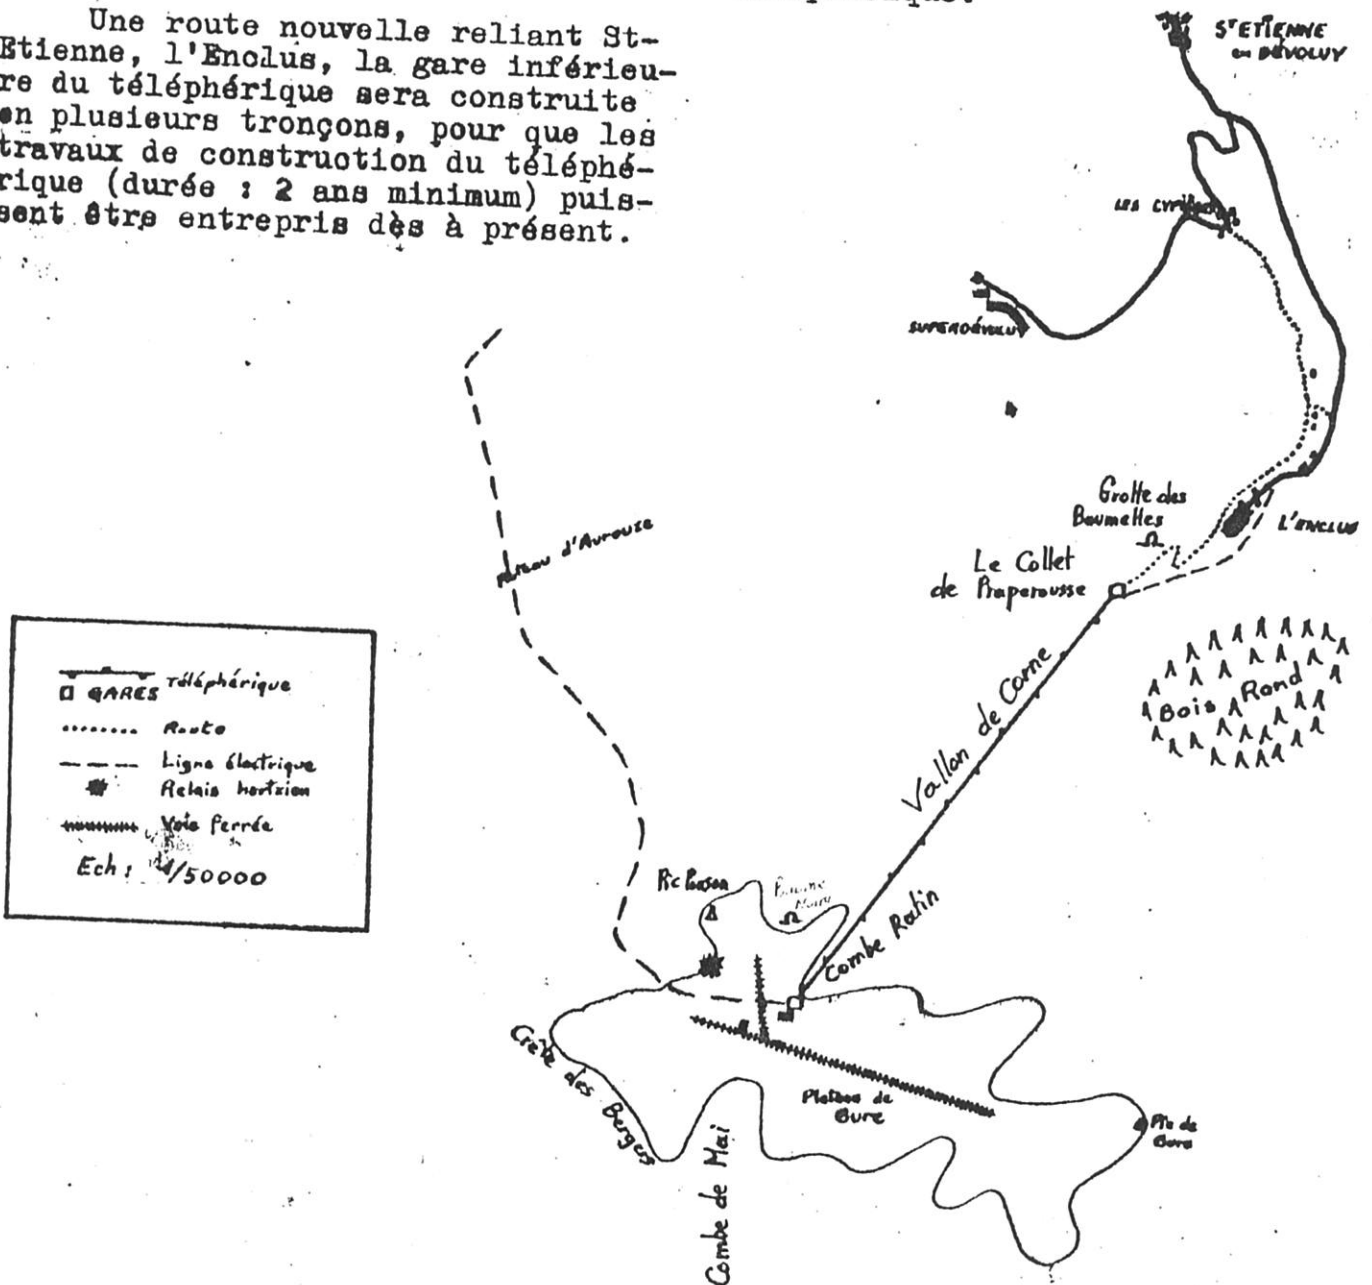 Une route nouvelle reliant St-
Etienne, l'Enclus, la gare inférieu-
re du téléphérique sera construite
en plusieurs tronçons, pour que les
travaux de construction du téléphé-
rique (durée : 2 ans minimum) puis-
sent être entrepris dès à présent.
St ETIENNE
en DÉVOLUY
LES
SUPERDÉVOLUY
Grotte des
Baumettes
L'ENCLUS
Le Collet
de Praperousse
d'Aurouze
Bois Rond
Vallon de Corne
Téléphérique
GARES
Route
Ligne électrique
Relais hertzien
Voie ferrée
Ech : 1/50000
Pic Ponson
Combe Ratin
Crête des Bergers
Plateau de
Bure
Pic de
Bure
Combe de Mai